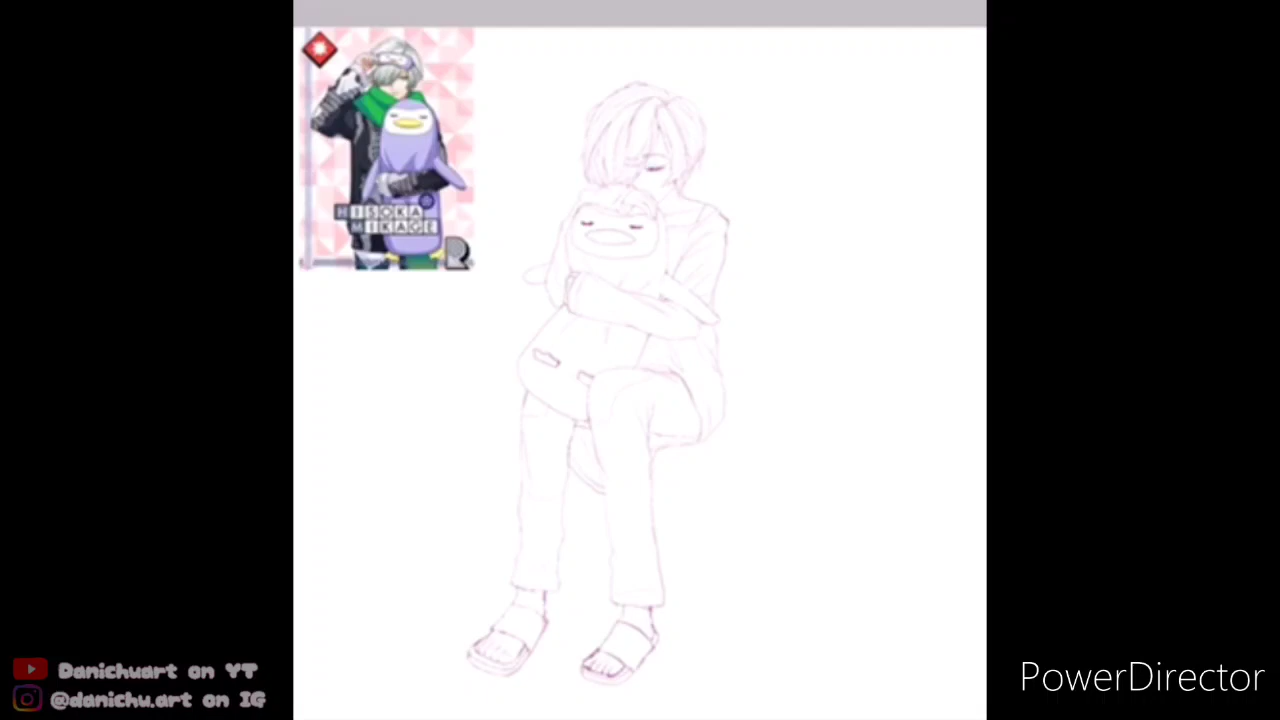 HISOKA
MIKAGE
R
Danichuart on YT
@danichu.art on IG
PowerDirector